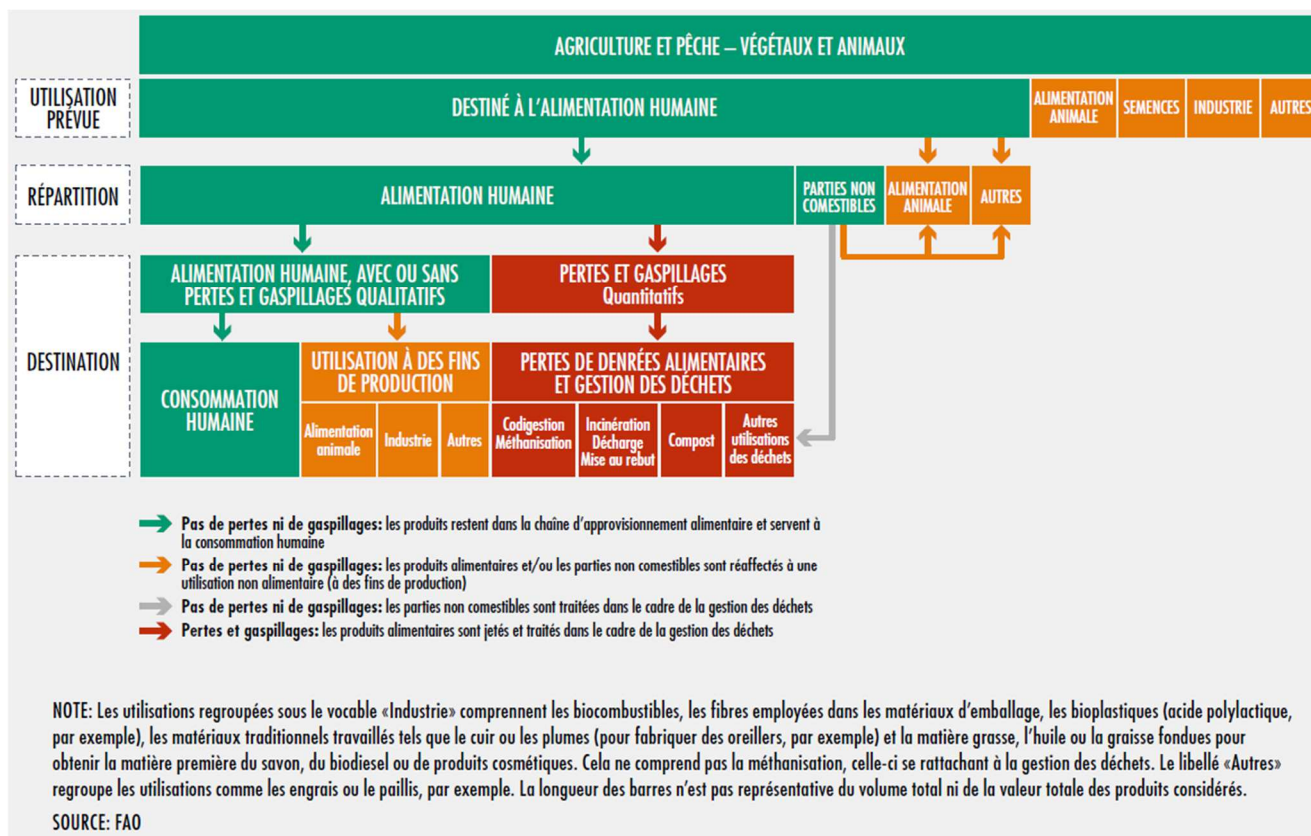 AGRICULTURE ET PÊCHE – VÉGÉTAUX ET ANIMAUX
UTILISATION
PRÉVUE
DESTINÉ À L'ALIMENTATION HUMAINE
ALIMENTATION
ANIMALE
SEMENCES
INDUSTRIE
AUTRES
RÉPARTITION
ALIMENTATION HUMAINE
PARTIES NON
COMESTIBLES
ALIMENTATION
ANIMALE
AUTRES
DESTINATION
ALIMENTATION HUMAINE, AVEC OU SANS
PERTES ET GASPILLAGES QUALITATIFS
PERTES ET GASPILLAGES
Quantitatifs
CONSOMMATION
HUMAINE
UTILISATION À DES FINS
DE PRODUCTION
Alimentation
animale
Industrie
Autres
PERTES DE DENRÉES ALIMENTAIRES
ET GESTION DES DÉCHETS
Codigestion
Méthanisation
Incinération
Décharge
Mise au rebut
Compost
Autres
utilisations
des déchets
Pas de pertes ni de gaspillages: les produits restent dans la chaîne d'approvisionnement alimentaire et servent à
la consommation humaine
Pas de pertes ni de gaspillages: les produits alimentaires et/ou les parties non comestibles sont réaffectés à une
utilisation non alimentaire (à des fins de production)
Pas de pertes ni de gaspillages: les parties non comestibles sont traitées dans le cadre de la gestion des déchets
Pertes et gaspillages: les produits alimentaires sont jetés et traités dans le cadre de la gestion des déchets
NOTE: Les utilisations regroupées sous le vocable «Industrie» comprennent les biocombustibles, les fibres employées dans les matériaux d'emballage, les bioplastiques (acide polylactique,
par exemple), les matériaux traditionnels travaillés tels que le cuir ou les plumes (pour fabriquer des oreillers, par exemple) et la matière grasse, l'huile ou la graisse fondues pour
obtenir la matière première du savon, du biodiesel ou de produits cosmétiques. Cela ne comprend pas la méthanisation, celle-ci se rattachant à la gestion des déchets. Le libellé «Autres»
regroupe les utilisations comme les engrais ou le paillis, par exemple. La longueur des barres n'est pas représentative du volume total ni de la valeur totale des produits considérés.
SOURCE: FAO